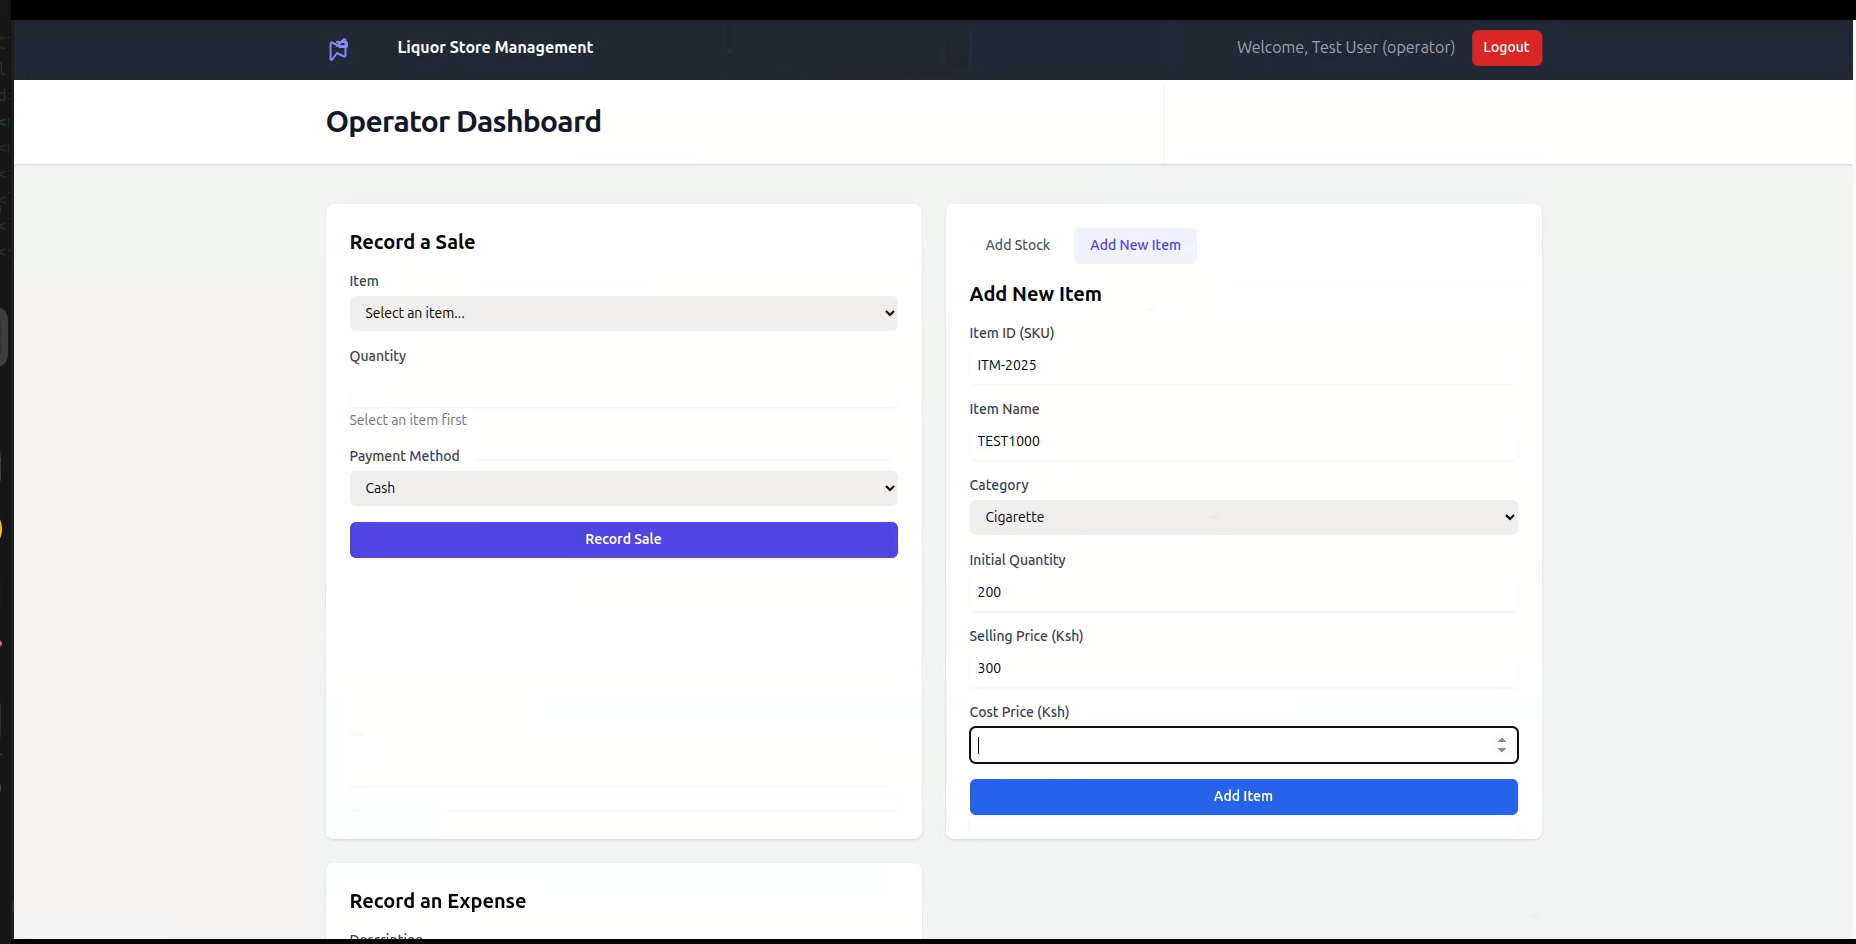 Liquor Store Management
Welcome, Test User (operator)
Logout
Operator Dashboard
Record a Sale
Item
Select an item...
Quantity
Select an item first
Payment Method
Cash
Record Sale
Add Stock
Add New Item
Add New Item
Item ID (SKU)
ITM-2025
Item Name
TEST1000
Category
Cigarette
Initial Quantity
200
Selling Price (Ksh)
300
Cost Price (Ksh)
Add Item
Record an Expense
Description